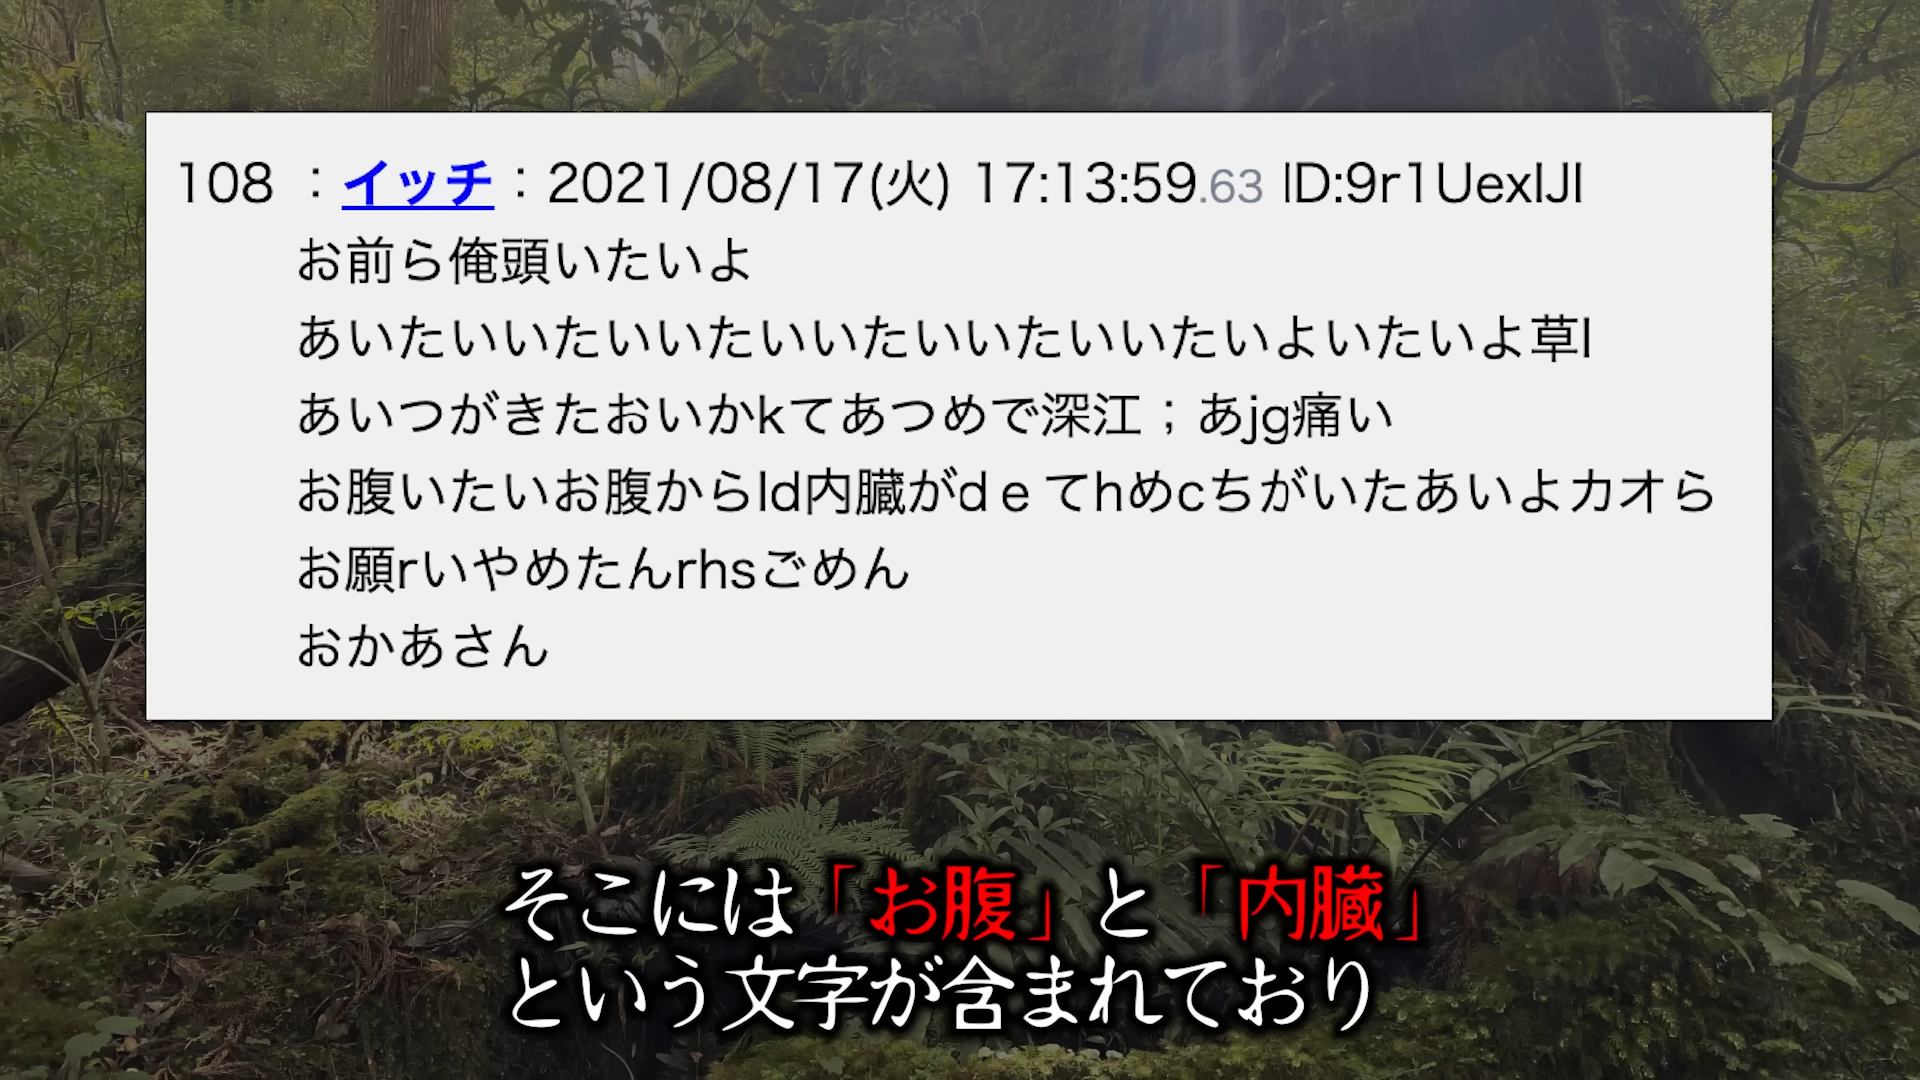 108 ：イッチ：2021/08/17(火) 17:13:59.63 ID:9r1UexIJI
お前ら俺頭いたいよ
あいたいいたいいたいいたいいたいいたいよいたいよ草l
あいつがきたおいかkてあつめで深江；あjg痛い
お腹いたいお腹からld内臓がdｅてhめcちがいたあいよカオら
お願rいやめたんrhsごめん
おかあさん
そこには「お腹」と「内臓」
という文字が含まれており